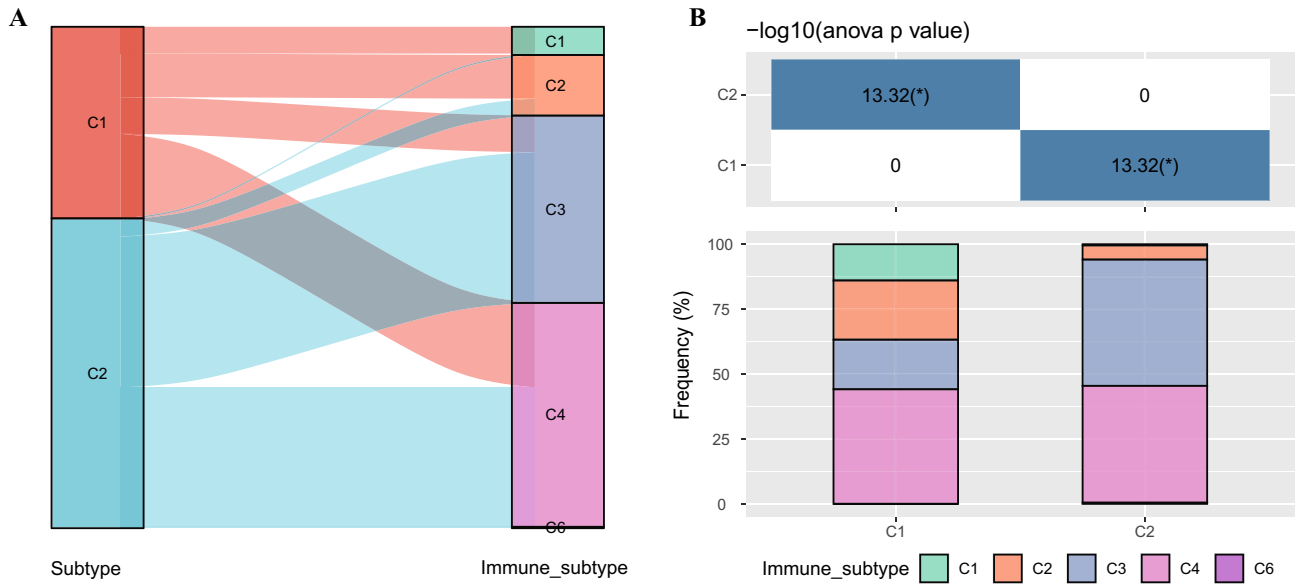 A
C1
C2
C1
C2
C3
C4
C6
Subtype
Immune_subtype
B
−log10(anova p value)
C2
13.32(*)
0
C1
0
13.32(*)
100
75
50
25
0
Frequency (%)
C1
C2
Immune_subtype
C1
C2
C3
C4
C6